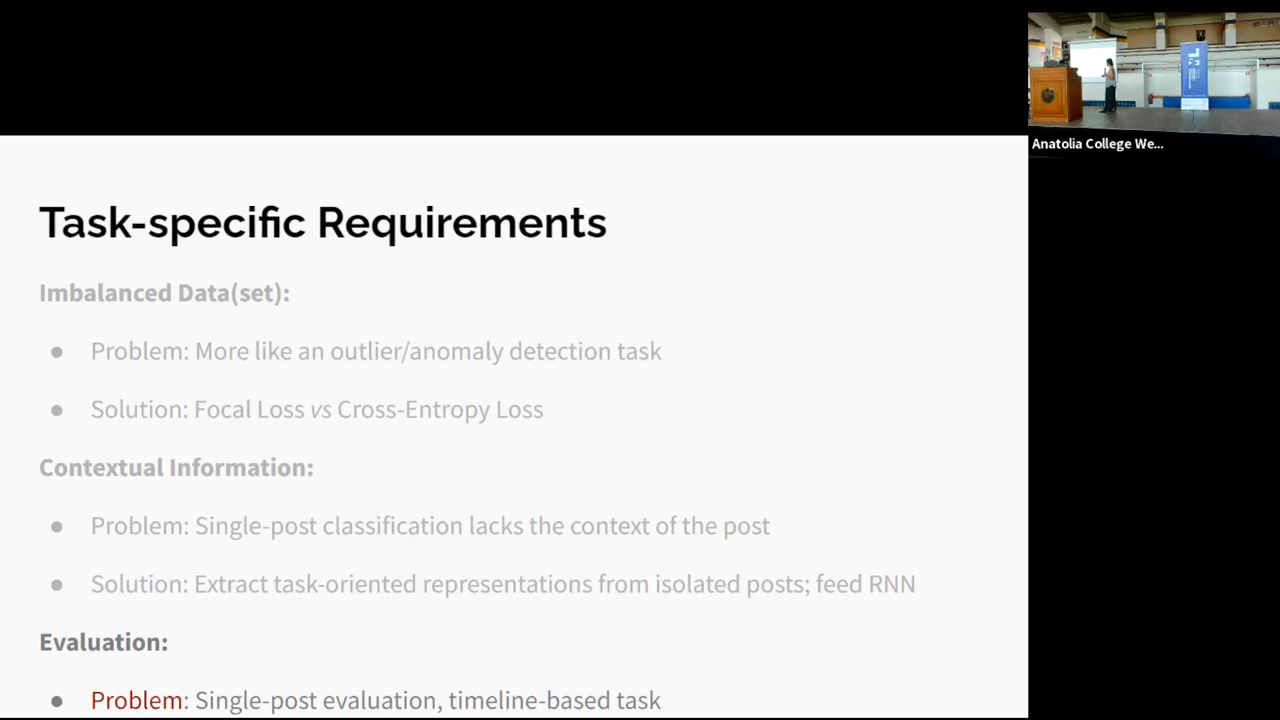 Anatolia College We...
Task-specific Requirements
Imbalanced Data(set):
● Problem: More like an outlier/anomaly detection task
● Solution: Focal Loss vs Cross-Entropy Loss
Contextual Information:
● Problem: Single-post classification lacks the context of the post
● Solution: Extract task-oriented representations from isolated posts; feed RNN
Evaluation:
● Problem: Single-post evaluation, timeline-based task